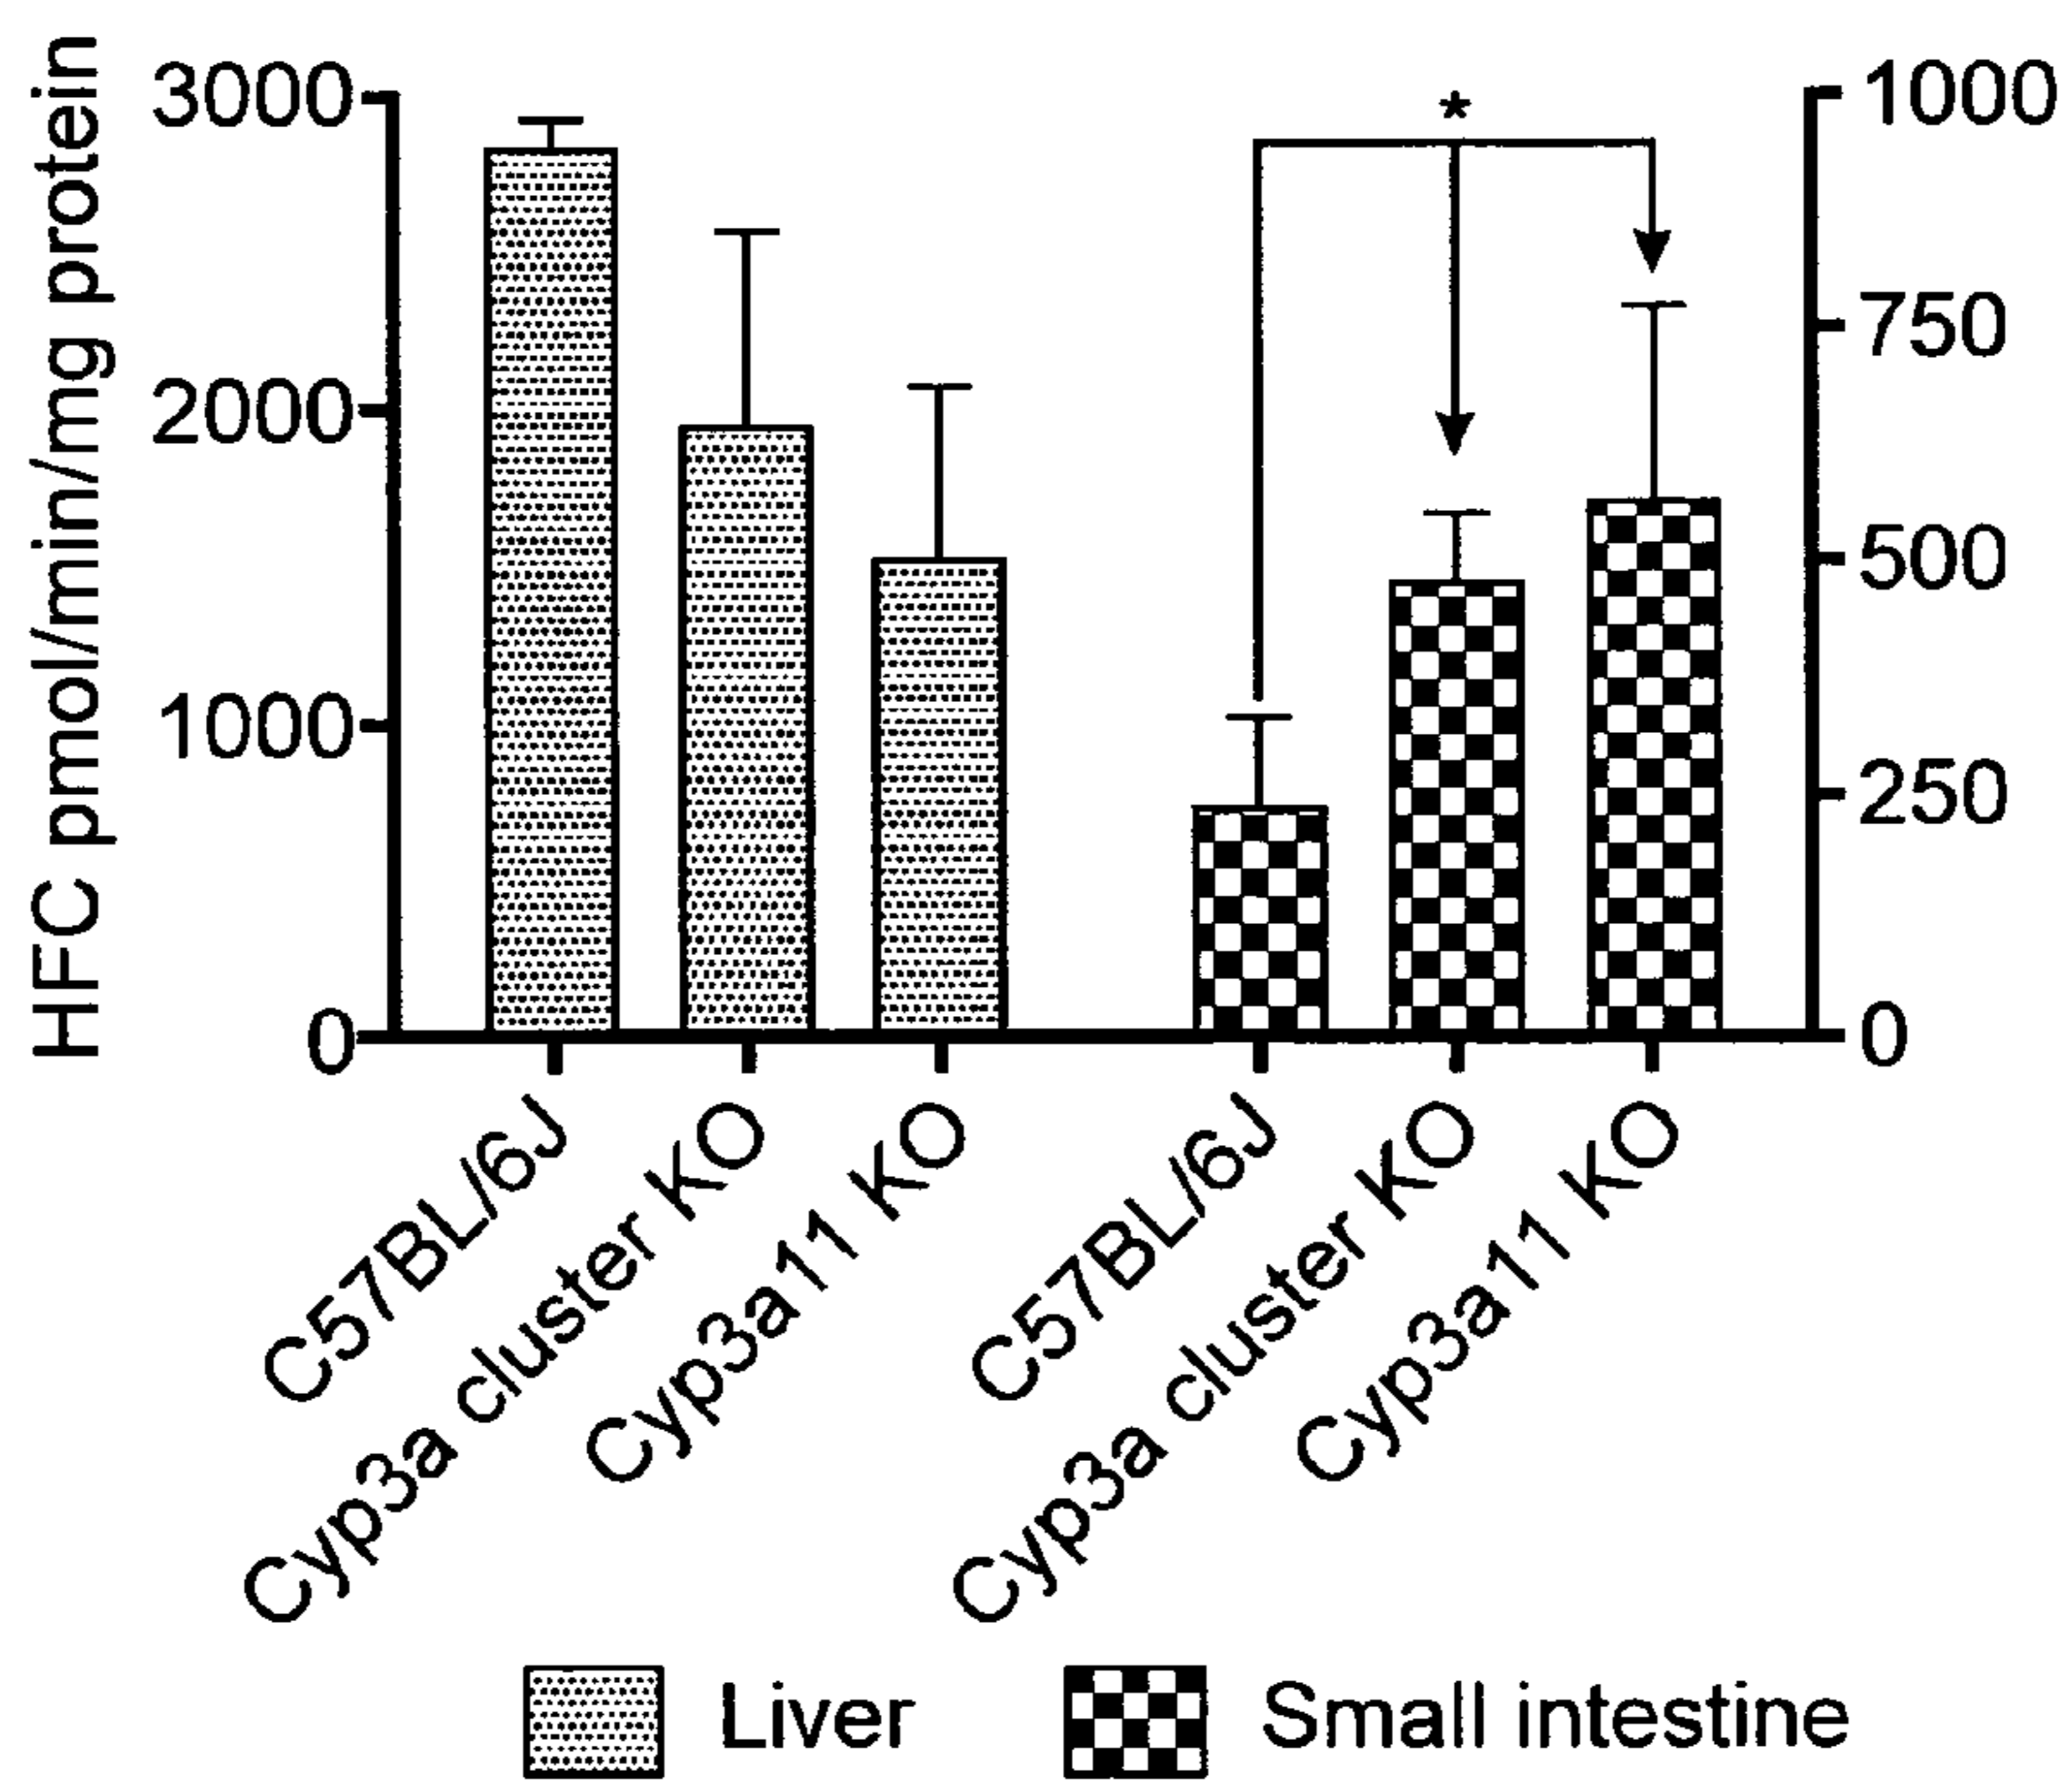 HFC pmol/min/mg protein
3000
2000
1000
0
*
1000
750
500
250
0
C57BL/6J
Cyp3a cluster KO
Cyp3a11 KO
C57BL/6J
Cyp3a cluster KO
Cyp3a11 KO
Liver
Small intestine